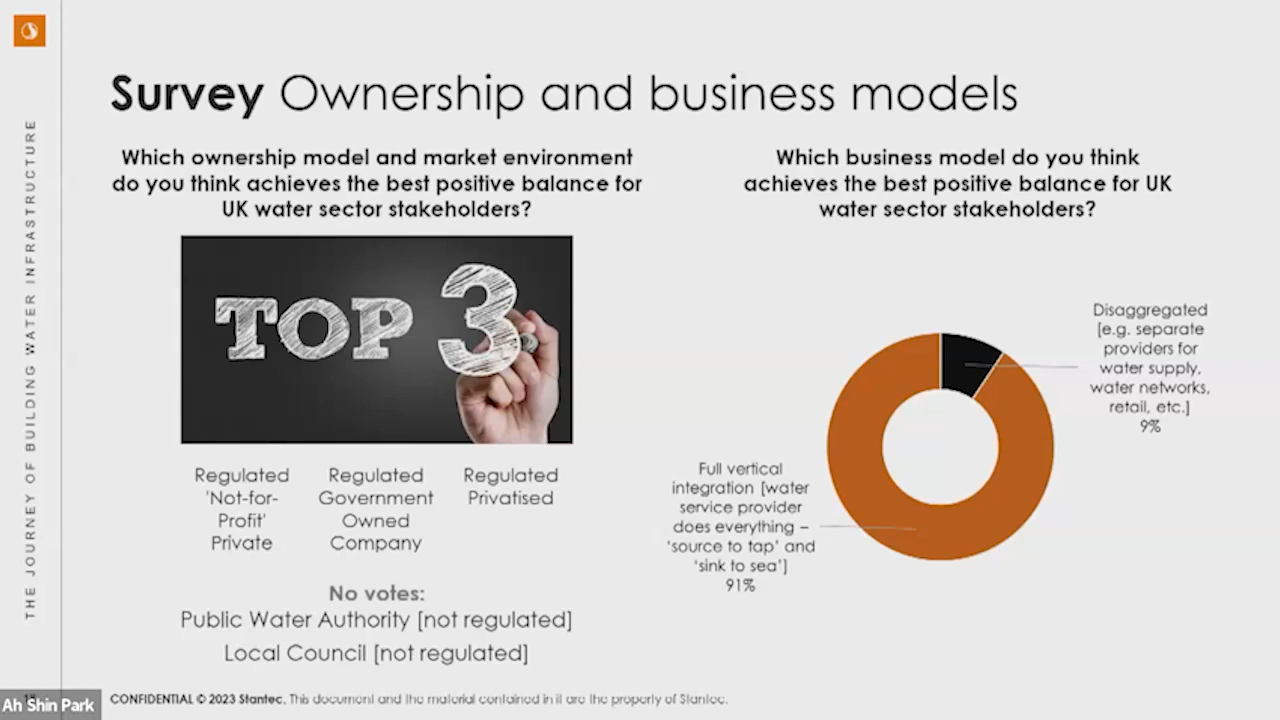 Survey Ownership and business models
Which ownership model and market environment
do you think achieves the best positive balance for
UK water sector stakeholders?
TOP 3
Regulated
'Not-for-
Profit'
Private
Regulated
Government
Owned
Company
Regulated
Privatised
No votes:
Public Water Authority [not regulated]
Local Council [not regulated]
Which business model do you think
achieves the best positive balance for UK
water sector stakeholders?
Disaggregated
[e.g. separate
providers for
water supply,
water networks,
retail, etc.]
9%
Full vertical
integration [water
service provider
does everything –
‘source to tap’ and
‘sink to sea’]
91%
THE JOURNEY OF BUILDING WATER INFRASTRUCTURE
CONFIDENTIAL © 2023 Stantec. This document and the material contained in it are the property of Stantec.
Ah Shin Park